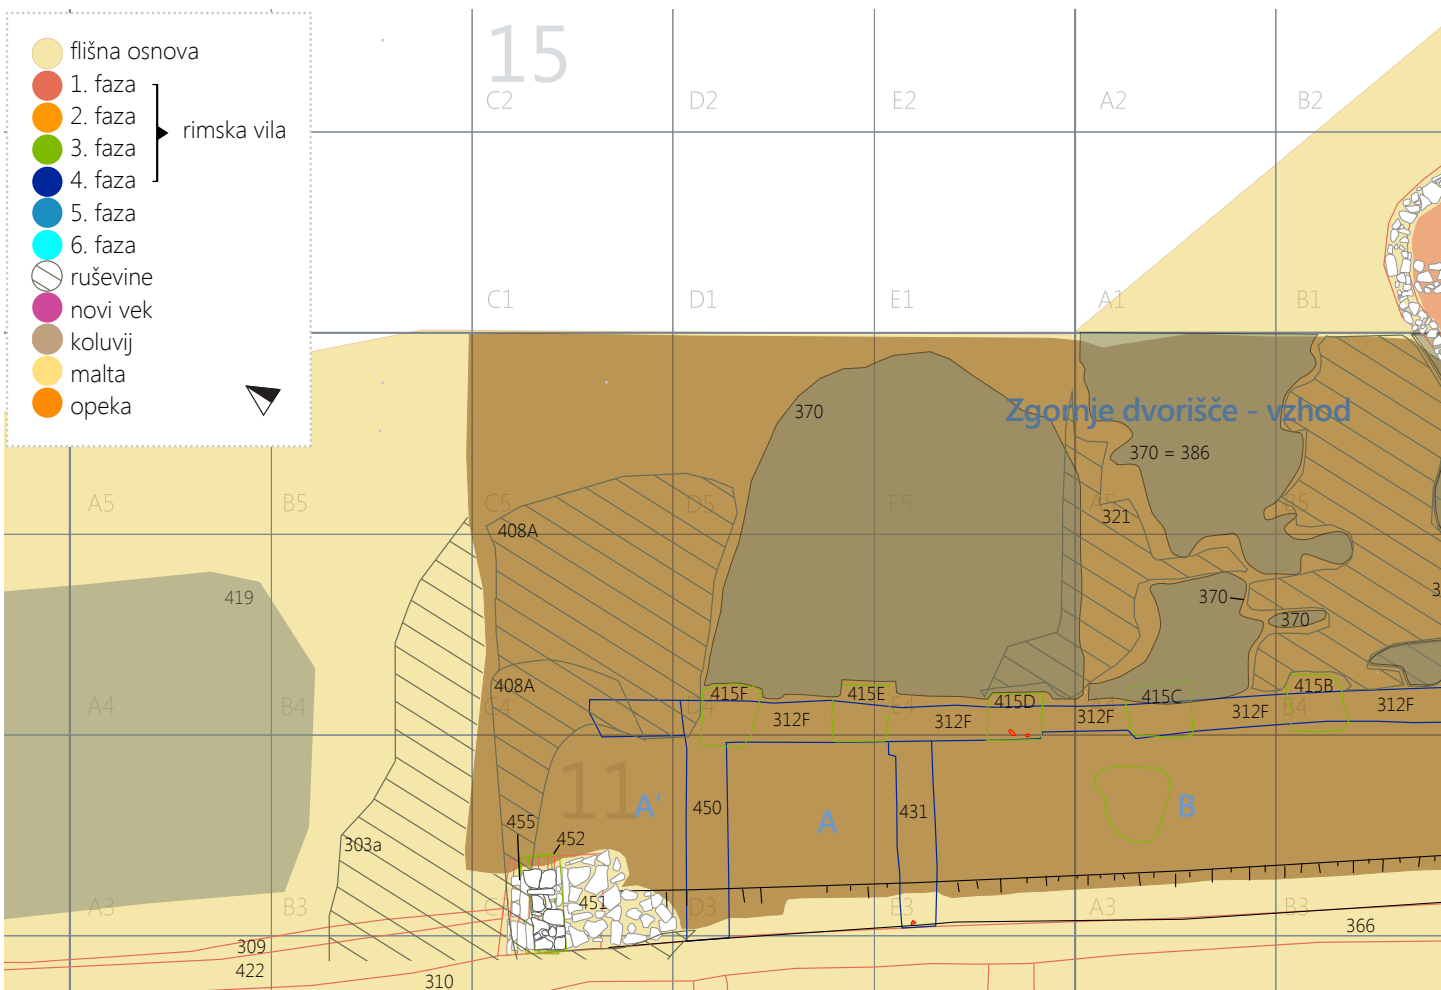 flišna osnova
1. faza
2. faza
3. faza
4. faza
rimska vila
5. faza
6. faza
ruševine
novi vek
koluvij
malta
opeka
15
C2 D2 E2 A2 B2
C1 D1 E1 A1 B1
Zgornje dvorišče - vzhod
370
370 = 386
A5 B5 C5 D5 E5 A5 B5
408A
321
419
370
370
408A
415F 415E 415D 415C 415B
A4 B4 C4 D4 E4 A4 B4
312F 312F 312F 312F 312F
11
A' A B
450 431
455 452
303a
451
A3 B3 D3 E3 A3 B3
309
366
422
310